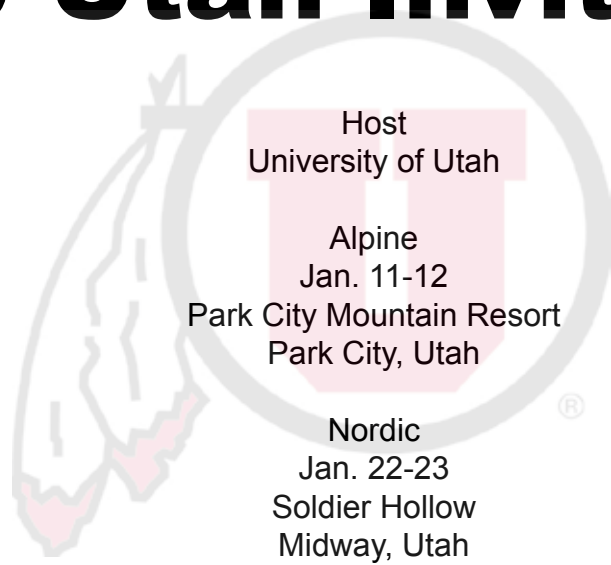 Host
University of Utah
Alpine
Jan. 11-12
Park City Mountain Resort
Park City, Utah
Nordic
Jan. 22-23
Soldier Hollow
Midway, Utah
U
®